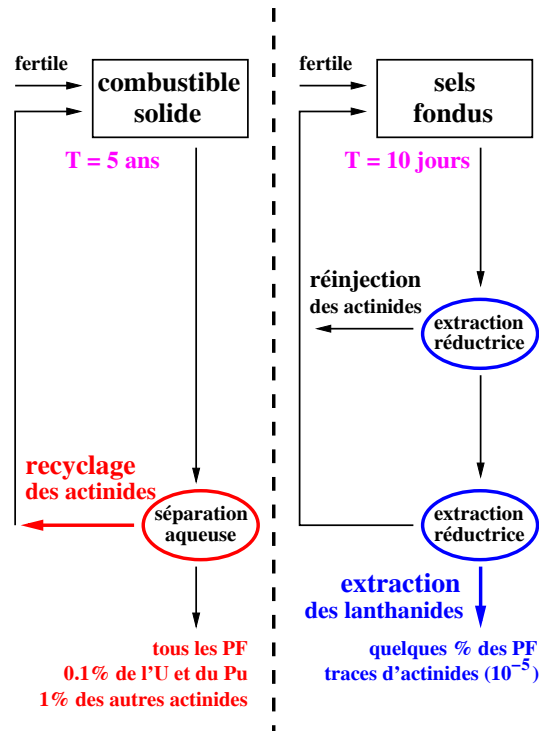 fertile
combustible
solide
T = 5 ans
recyclage
des actinides
séparation
aqueuse
tous les PF
0.1% de l'U et du Pu
1% des autres actinides
fertile
sels
fondus
T = 10 jours
réinjection
des actinides
extraction
réductrice
extraction
réductrice
extraction
des lanthanides
quelques % des PF
traces d'actinides (10⁻⁵)